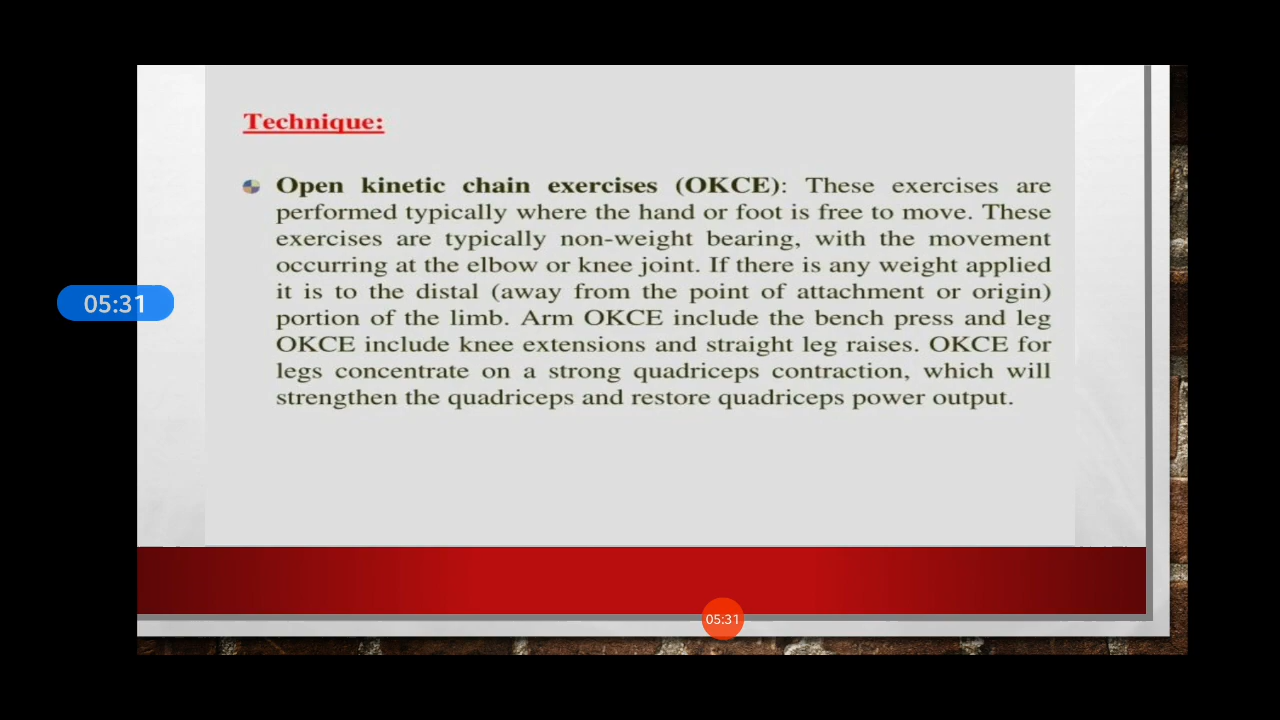 Technique:
Open kinetic chain exercises (OKCE): These exercises are
performed typically where the hand or foot is free to move. These
exercises are typically non-weight bearing, with the movement
occurring at the elbow or knee joint. If there is any weight applied
it is to the distal (away from the point of attachment or origin)
portion of the limb. Arm OKCE include the bench press and leg
OKCE include knee extensions and straight leg raises. OKCE for
legs concentrate on a strong quadriceps contraction, which will
strengthen the quadriceps and restore quadriceps power output.
05:31
05:31